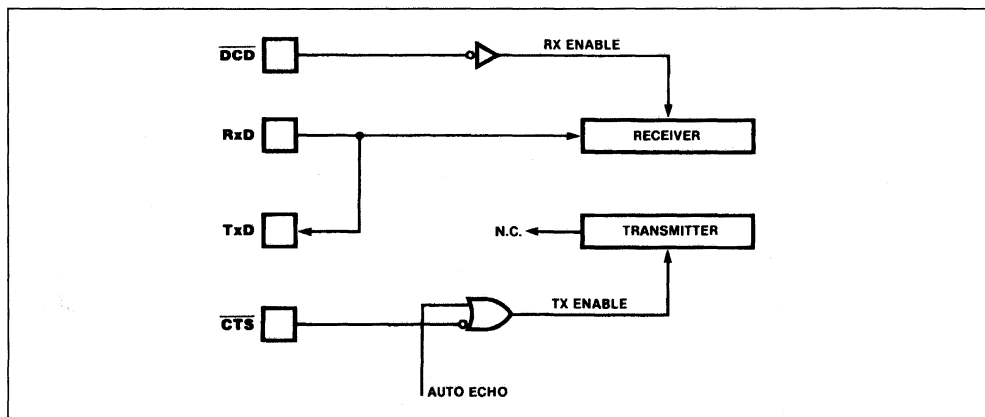 DCD
RX ENABLE
RxD
RECEIVER
TxD
N.C.
TRANSMITTER
CTS
TX ENABLE
AUTO ECHO